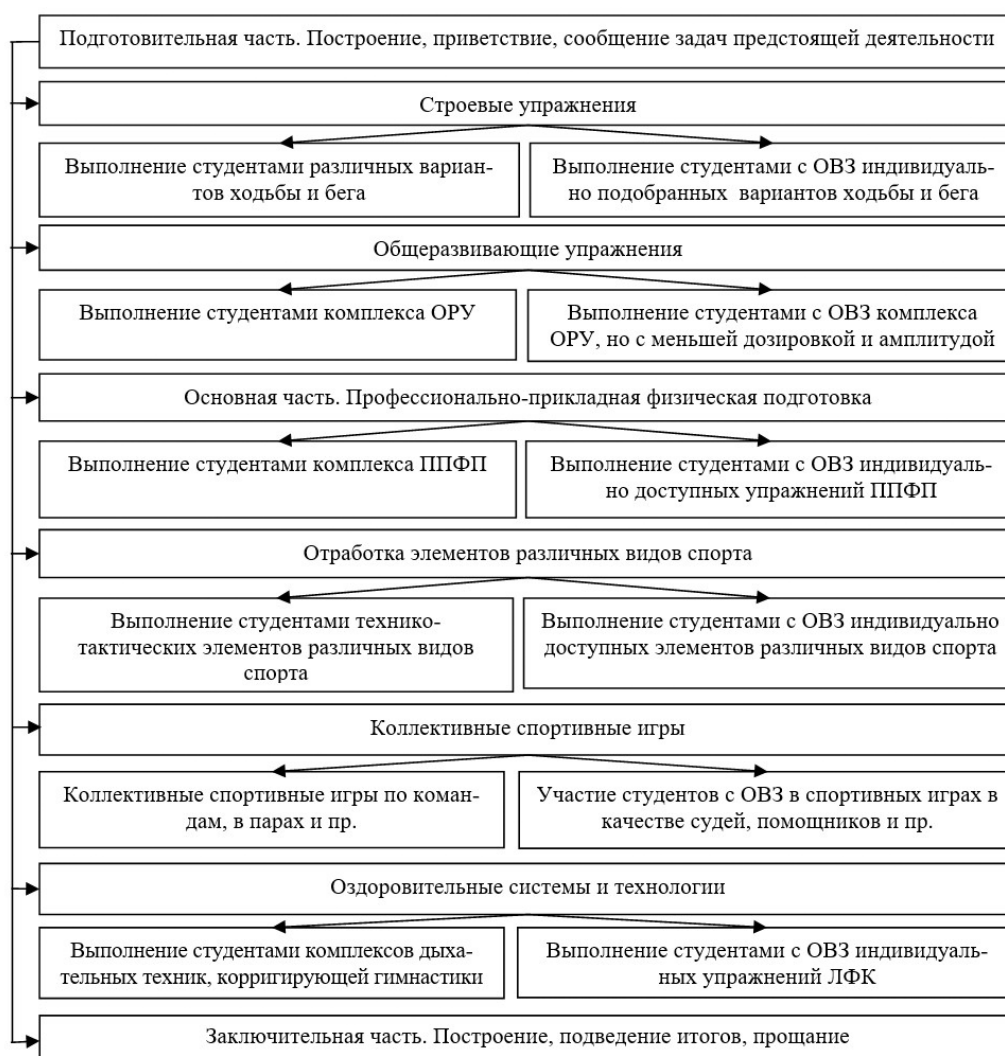 Подготовительная часть. Построение, приветствие, сообщение задач предстоящей деятельности
Строевые упражнения
Выполнение студентами различных вариан-
тов ходьбы и бега
Выполнение студентами с ОВЗ индивидуаль-
но подобранных вариантов ходьбы и бега
Общеразвивающие упражнения
Выполнение студентами комплекса ОРУ
Выполнение студентами с ОВЗ комплекса
ОРУ, но с меньшей дозировкой и амплитудой
Основная часть. Профессионально-прикладная физическая подготовка
Выполнение студентами комплекса ППФП
Выполнение студентами с ОВЗ индивидуаль-
но доступных упражнений ППФП
Отработка элементов различных видов спорта
Выполнение студентами технико-
тактических элементов различных видов
спорта
Выполнение студентами с ОВЗ индивидуально
доступных элементов различных видов спорта
Коллективные спортивные игры
Коллективные спортивные игры по коман-
дам, в парах и пр.
Участие студентов с ОВЗ в спортивных играх в
качестве судей, помощников и пр.
Оздоровительные системы и технологии
Выполнение студентами комплексов дыха-
тельных техник, корригирующей гимнастики
Выполнение студентами с ОВЗ индивидуаль-
ных упражнений ЛФК
Заключительная часть. Построение, подведение итогов, прощание